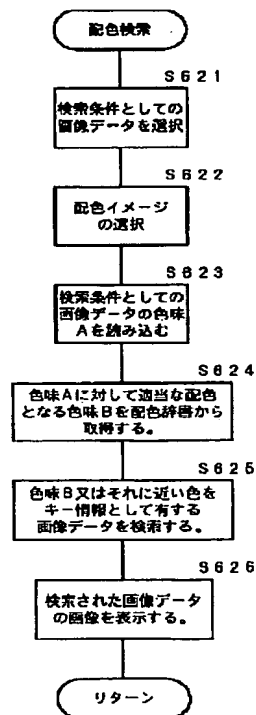 配色検索
S621
検索条件としての
画像データを選択
S622
配色イメージ
の選択
S623
検索条件としての
画像データの色味
Aを読み込む
S624
色味Aに対して適当な配色
となる色味Bを配色辞書から
取得する。
S625
色味B又はそれに近い色を
キー情報として有する
画像データを検索する。
S626
検索された画像データ
の画像を表示する。
リターン